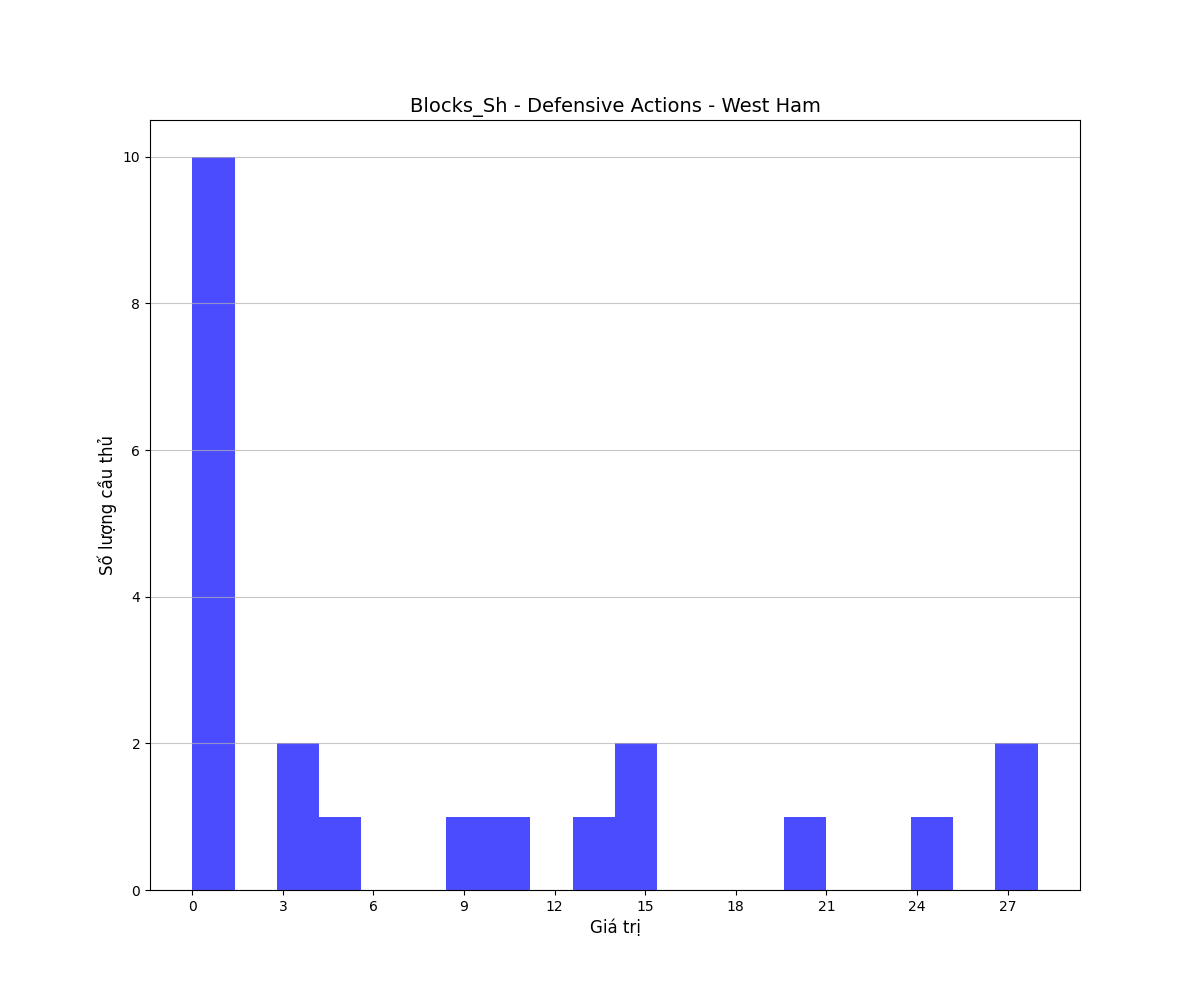 Blocks_Sh - Defensive Actions - West Ham
10
8
6
4
2
0
Số lượng cầu thủ
0 3 6 9 12 15 18 21 24 27
Giá trị